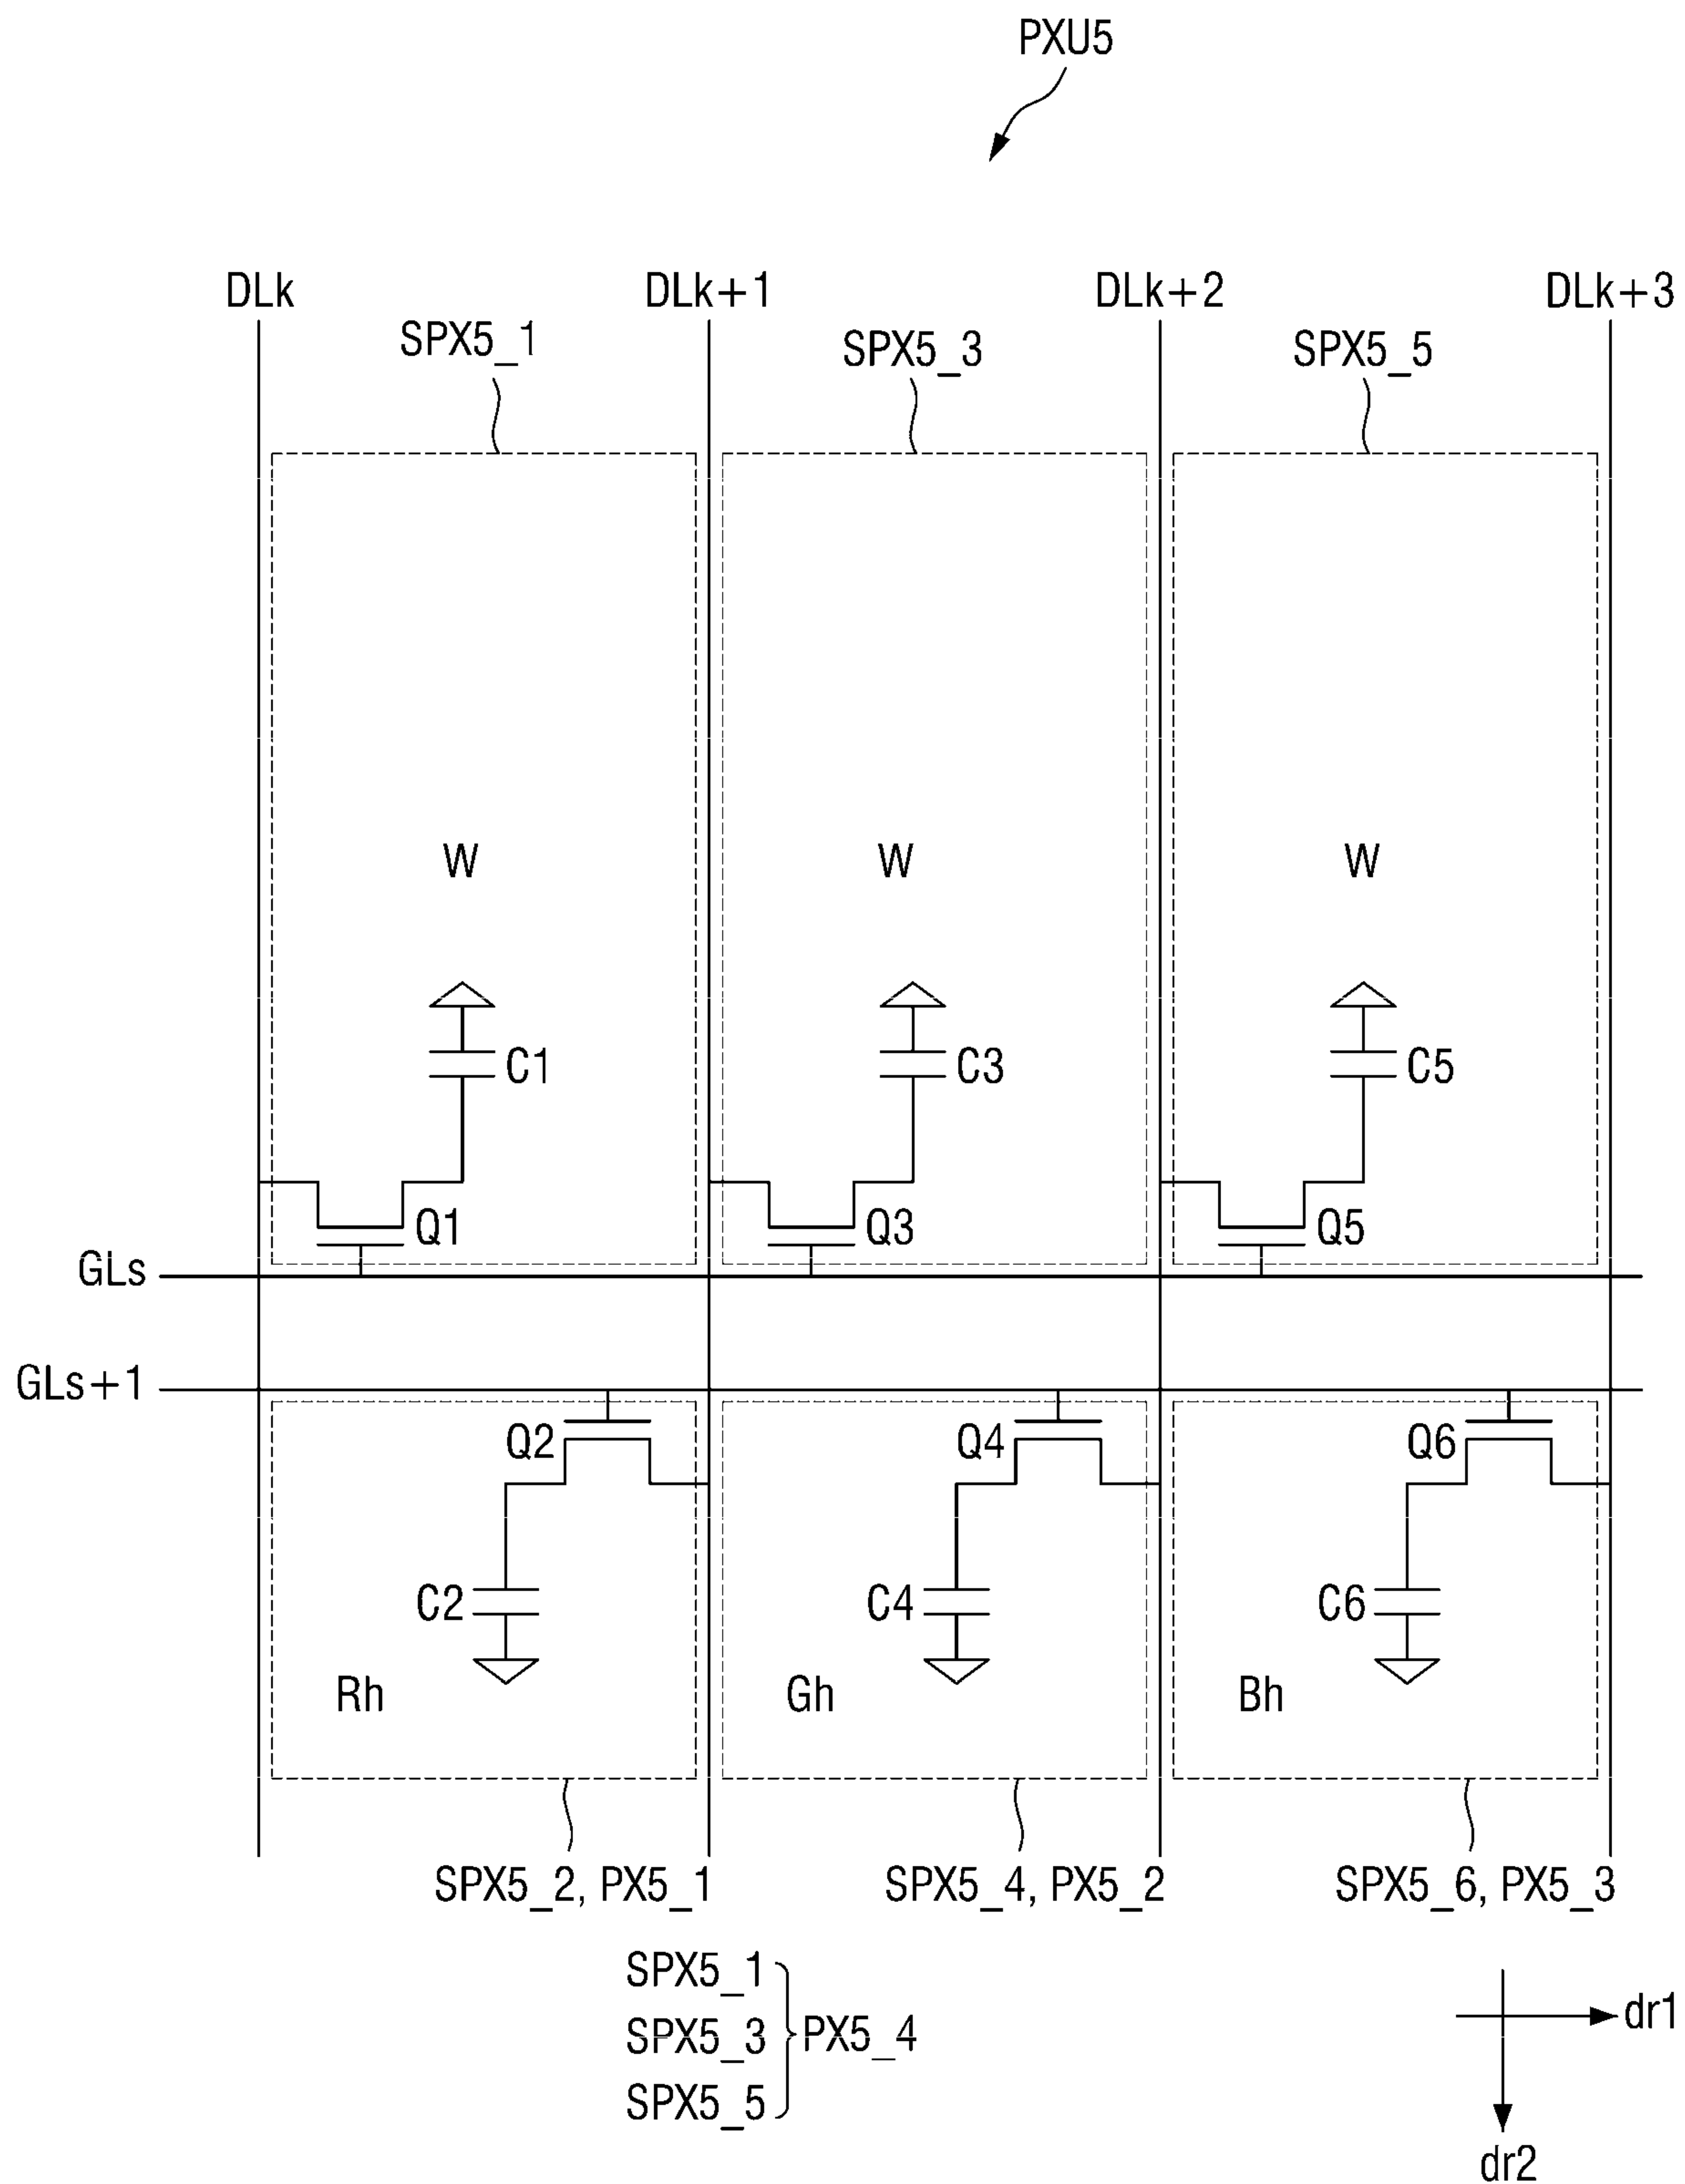 PXU5
DLk DLk+1 DLk+2 DLk+3
SPX5_1 SPX5_3 SPX5_5
W W W
C1 C3 C5
Q1 Q3 Q5
GLs
GLs+1
Q2 Q4 Q6
C2 C4 C6
Rh Gh Bh
SPX5_2, PX5_1 SPX5_4, PX5_2 SPX5_6, PX5_3
SPX5_1
SPX5_3 PX5_4
SPX5_5
dr1
dr2